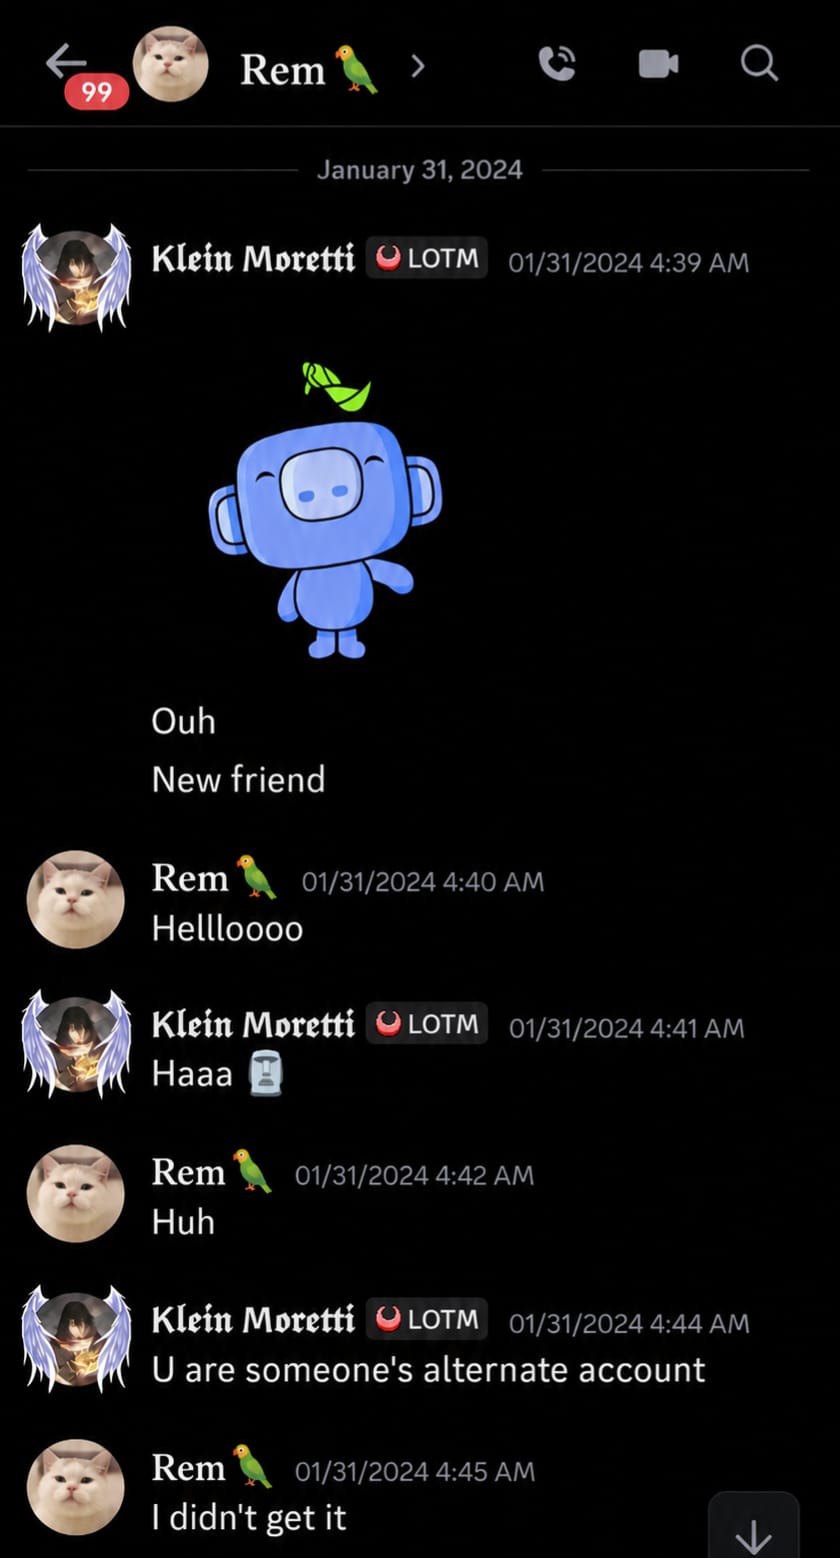 99
Rem 🦜
January 31, 2024
Klein Moretti LOTM 01/31/2024 4:39 AM
Ouh
New friend
Rem 🦜 01/31/2024 4:40 AM
Hellloooo
Klein Moretti LOTM 01/31/2024 4:41 AM
Haaa 🗿
Rem 🦜 01/31/2024 4:42 AM
Huh
Klein Moretti LOTM 01/31/2024 4:44 AM
U are someone's alternate account
Rem 🦜 01/31/2024 4:45 AM
I didn't get it